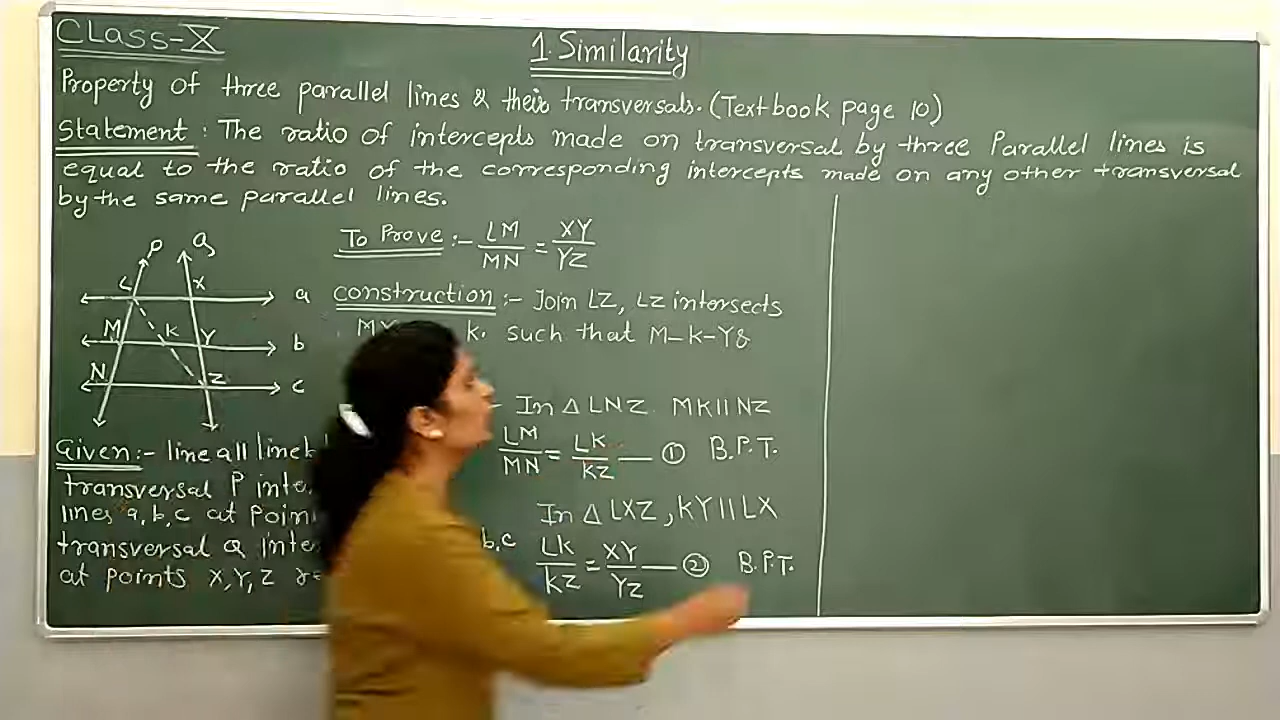 CLASS-X
1. Similarity
Property of three parallel lines & their transversals. (Textbook page 10)
Statement : The ratio of intercepts made on transversal by three Parallel lines is
equal to the ratio of the corresponding intercepts made on any other transversal
by the same parallel lines.
P Q
L X a
M K Y b
N Z c
Given:- line a||line b
transversal P inte
lines a, b, c at Poin
transversal Q inte b, c
at points X, Y, Z
To Prove :- LM/MN = XY/YZ
construction :- Join LZ, LZ intersects
MY K. such that M-K-Y &
In △ LNZ MK || NZ
LM/MN = LK/KZ — ① B.P.T.
In △ LXZ, KY || LX
LK/KZ = XY/YZ — ② B.P.T.